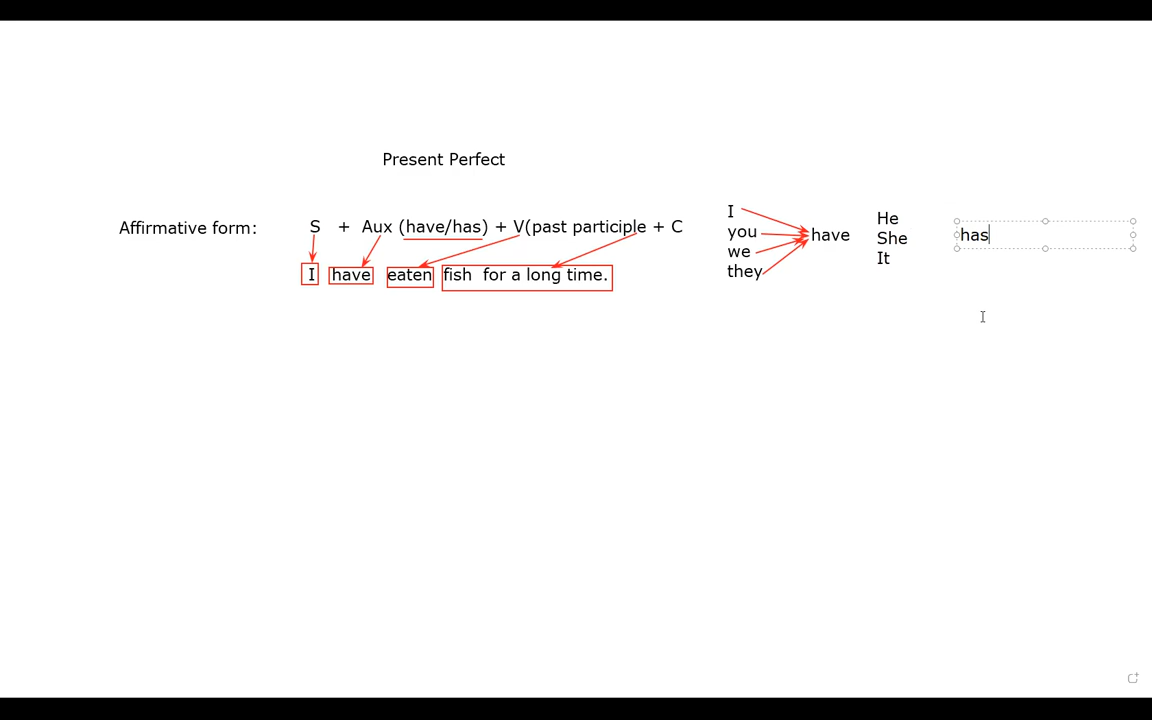 Present Perfect
Affirmative form: S + Aux (have/has) + V(past participle + C
I have eaten fish for a long time.
I
you
we
they
have
He
She
It
has